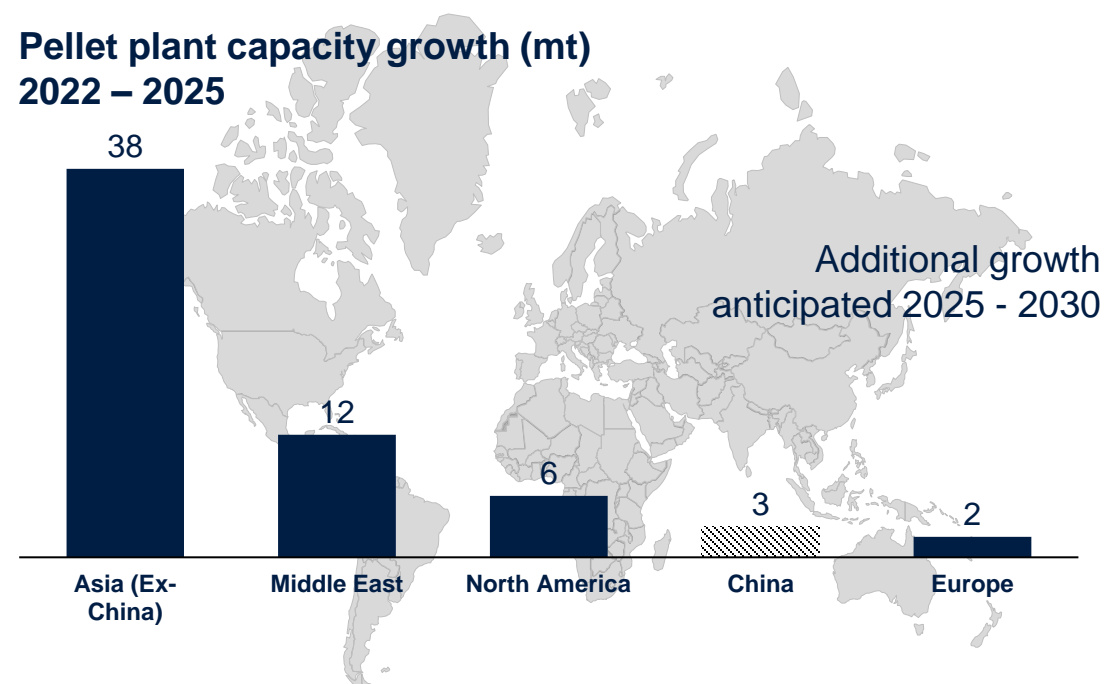 Pellet plant capacity growth (mt)
2022 – 2025
38
Additional growth
anticipated 2025 - 2030
12
6
3
2
Asia (Ex-
China)
Middle East
North America
China
Europe